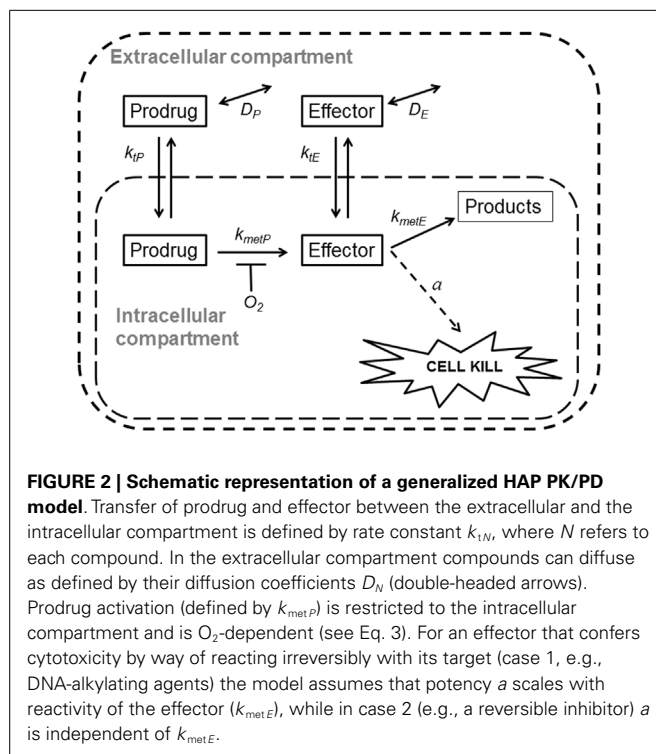 Extracellular compartment
Prodrug
D_P
Effector
D_E
k_tP
k_tE
Products
k_metP
k_metE
Prodrug
Effector
O_2
a
Intracellular
compartment
CELL KILL
FIGURE 2 | Schematic representation of a generalized HAP PK/PD
model. Transfer of prodrug and effector between the extracellular and the
intracellular compartment is defined by rate constant k_tN, where N refers to
each compound. In the extracellular compartment compounds can diffuse
as defined by their diffusion coefficients D_N (double-headed arrows).
Prodrug activation (defined by k_metP) is restricted to the intracellular
compartment and is O_2-dependent (see Eq. 3). For an effector that confers
cytotoxicity by way of reacting irreversibly with its target (case 1, e.g.,
DNA-alkylating agents) the model assumes that potency a scales with
reactivity of the effector (k_metE), while in case 2 (e.g., a reversible inhibitor) a
is independent of k_metE.